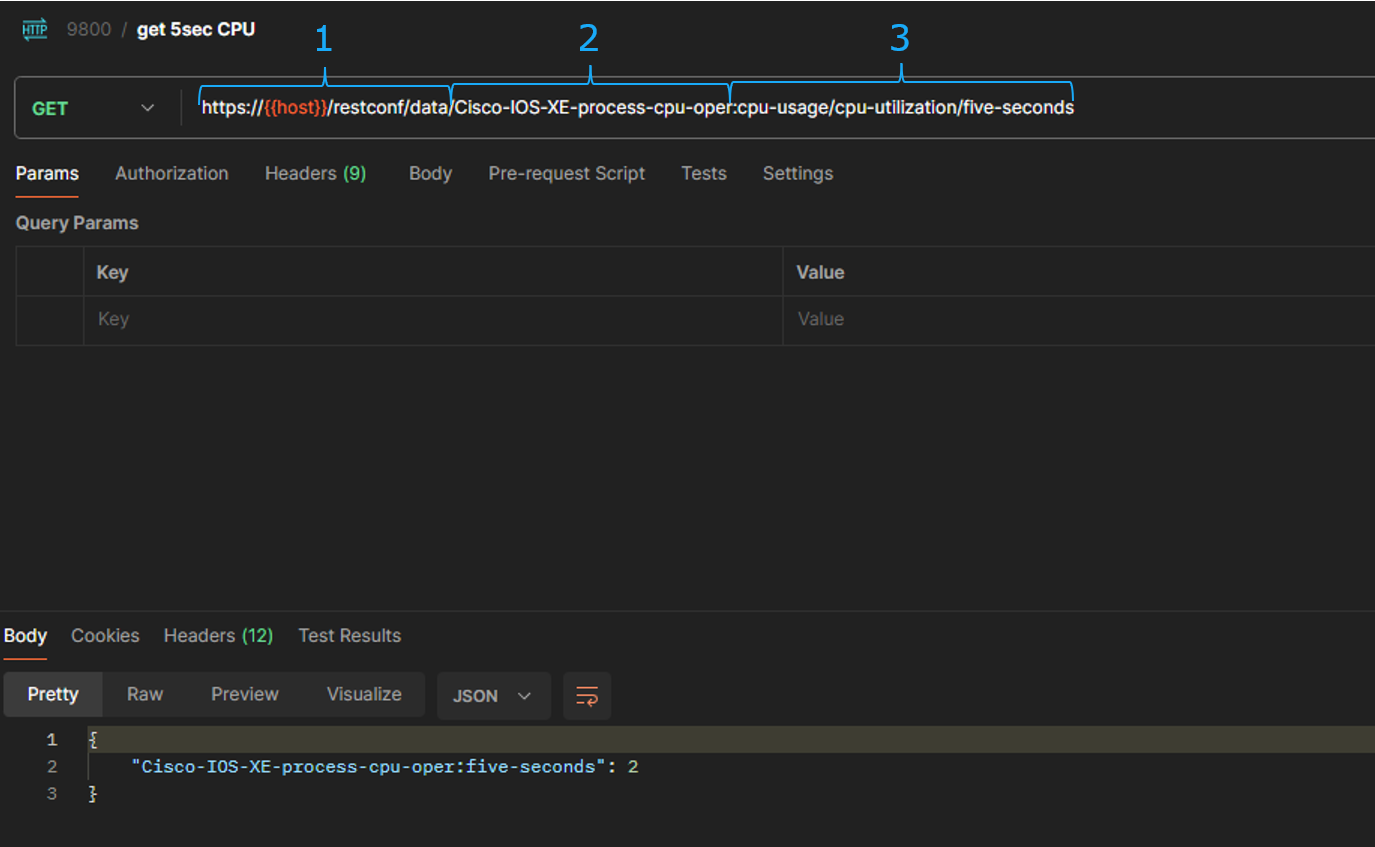 HTTP 9800 / get 5sec CPU
1 2 3
GET https://{{host}}/restconf/data/Cisco-IOS-XE-process-cpu-oper:cpu-usage/cpu-utilization/five-seconds
Params Authorization Headers (9) Body Pre-request Script Tests Settings
Query Params
Key Value
Key Value
Body Cookies Headers (12) Test Results
Pretty Raw Preview Visualize JSON
1 {
2 "Cisco-IOS-XE-process-cpu-oper:five-seconds": 2
3 }